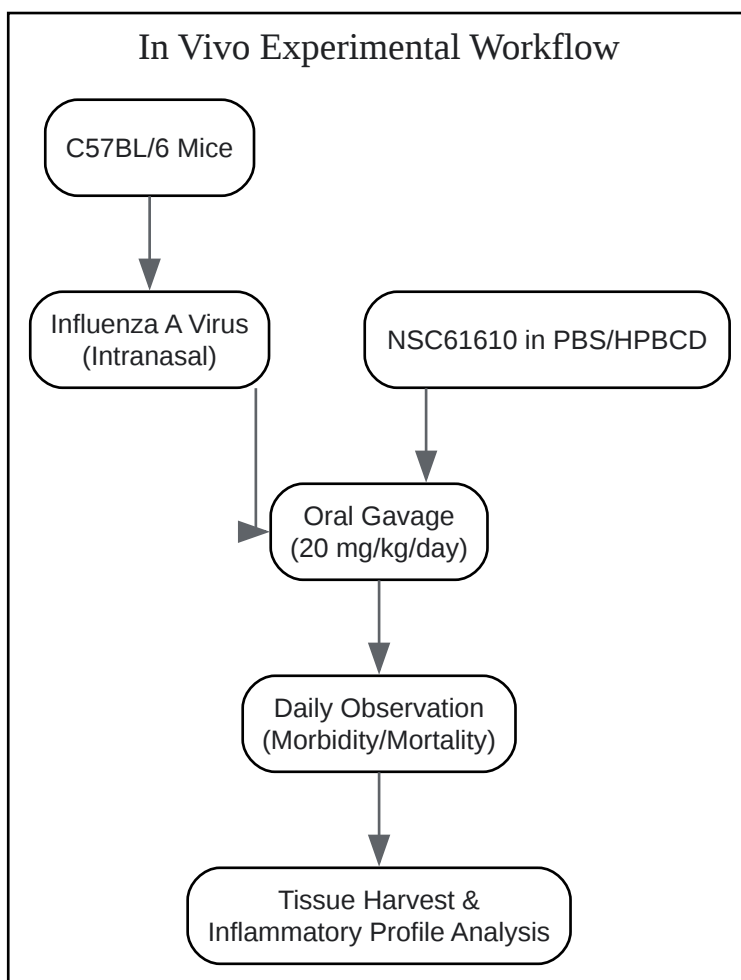 In Vivo Experimental Workflow
C57BL/6 Mice
Influenza A Virus
(Intranasal)
NSC61610 in PBS/HPBCD
Oral Gavage
(20 mg/kg/day)
Daily Observation
(Morbidity/Mortality)
Tissue Harvest &
Inflammatory Profile Analysis